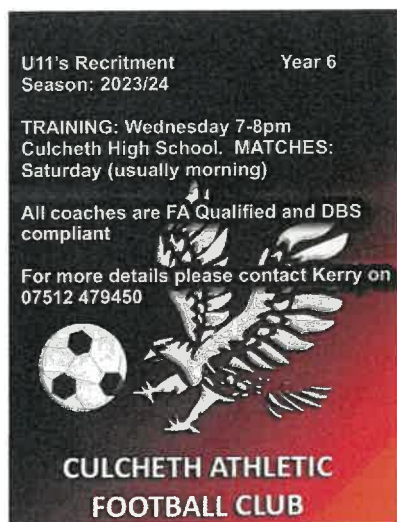 U11's Recritment Year 6
Season: 2023/24
TRAINING: Wednesday 7-8pm
Culcheth High School. MATCHES:
Saturday (usually morning)
All coaches are FA Qualified and DBS
compliant
For more details please contact Kerry on
07512 479450
CULCHETH ATHLETIC
FOOTBALL CLUB